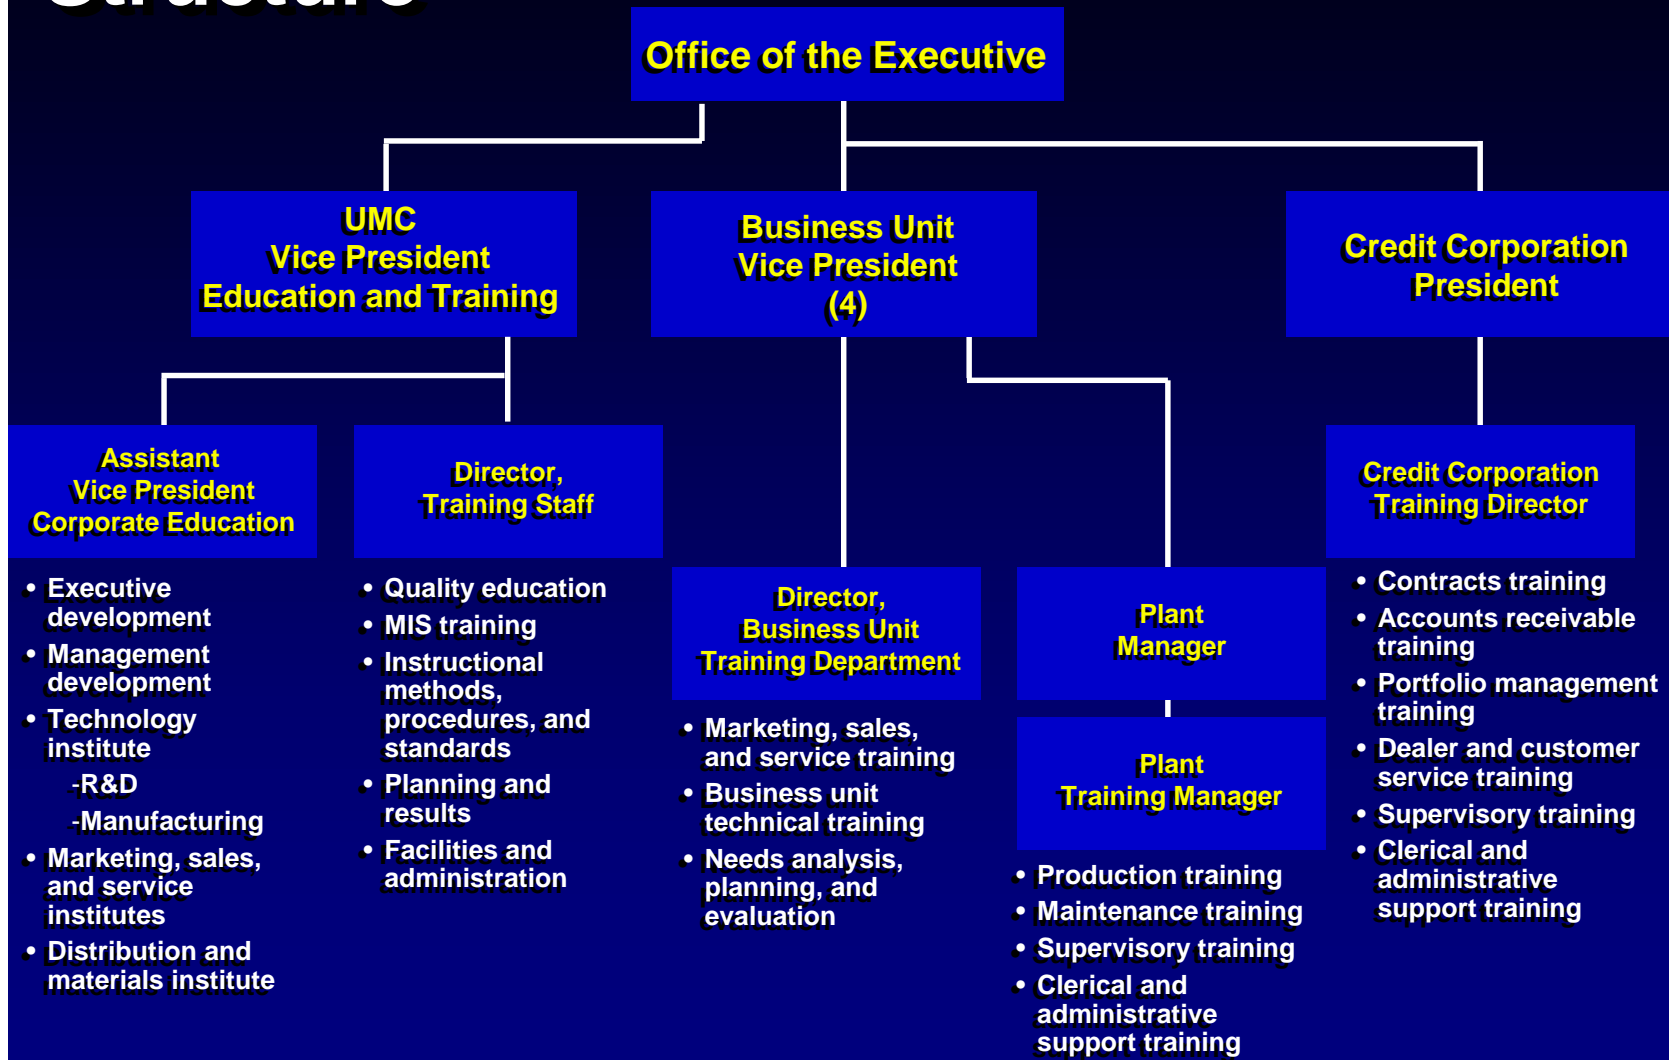 Structure
Office of the Executive
UMC
Vice President
Education and Training
Business Unit
Vice President
(4)
Credit Corporation
President
Assistant
Vice President
Corporate Education
Director,
Training Staff
Credit Corporation
Training Director
• Executive
development
• Management
development
• Technology
institute
-R&D
-Manufacturing
• Marketing, sales,
and service
institutes
• Distribution and
materials institute
• Quality education
• MIS training
• Instructional
methods,
procedures, and
standards
• Planning and
results
• Facilities and
administration
Director,
Business Unit
Training Department
• Marketing, sales,
and service training
• Business unit
technical training
• Needs analysis,
planning, and
evaluation
Plant
Manager
Plant
Training Manager
• Production training
• Maintenance training
• Supervisory training
• Clerical and
administrative
support training
• Contracts training
• Accounts receivable
training
• Portfolio management
training
• Dealer and customer
service training
• Supervisory training
• Clerical and
administrative
support training